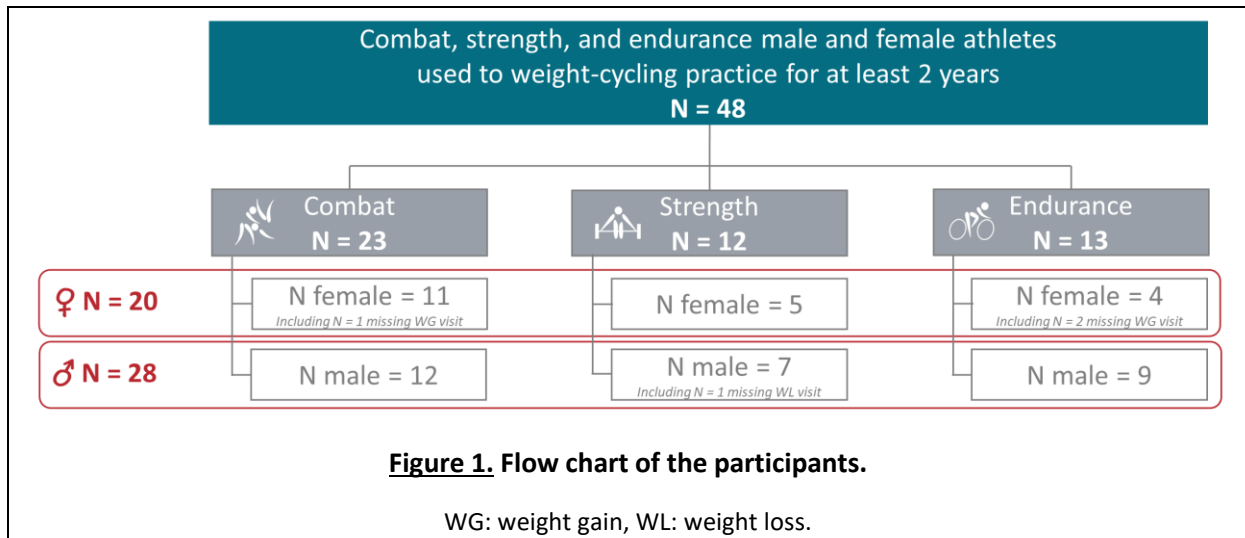 Combat, strength, and endurance male and female athletes
used to weight-cycling practice for at least 2 years
N = 48
Combat
N = 23
Strength
N = 12
Endurance
N = 13
♀ N = 20
N female = 11
Including N = 1 missing WG visit
N female = 5
N female = 4
Including N = 2 missing WG visit
♂ N = 28
N male = 12
N male = 7
Including N = 1 missing WL visit
N male = 9
Figure 1. Flow chart of the participants.
WG: weight gain, WL: weight loss.